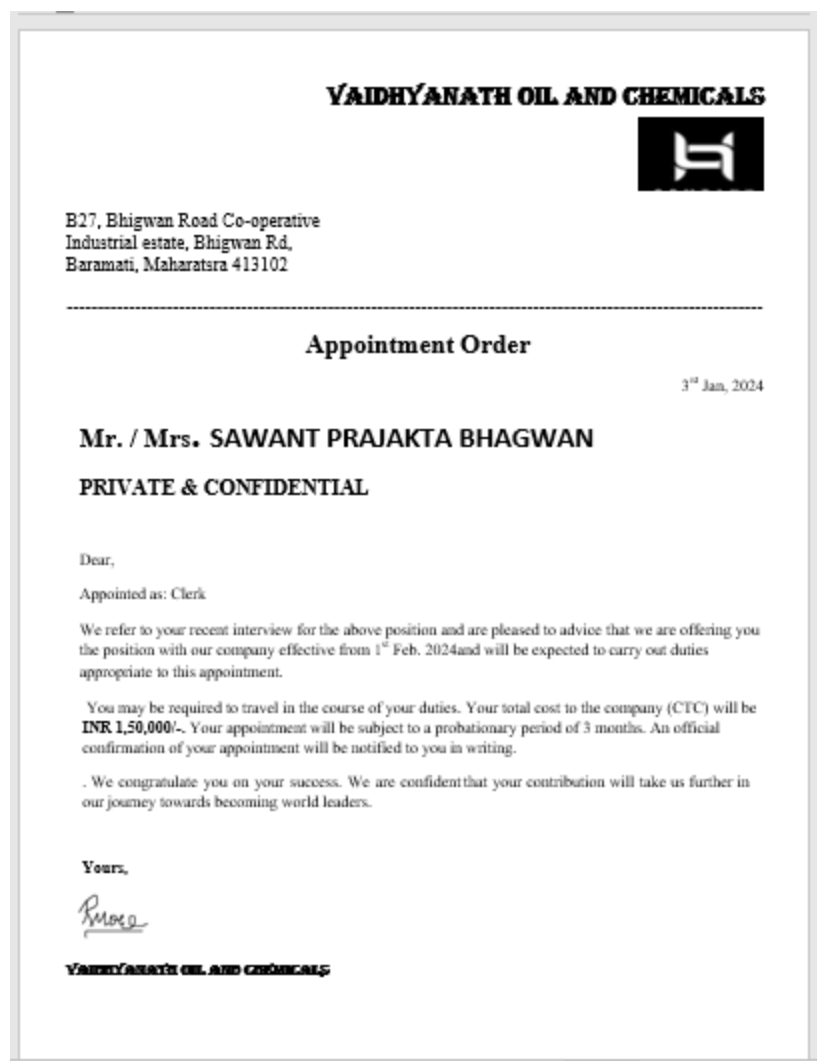 VAIDHYANATH OIL AND CHEMICALS
B27, Bhigwan Road Co-operative
Industrial estate, Bhigwan Rd,
Baramati, Maharatsra 413102
Appointment Order
3rd Jan, 2024
Mr. / Mrs. SAWANT PRAJAKTA BHAGWAN
PRIVATE & CONFIDENTIAL
Dear,
Appointed as: Clerk
We refer to your recent interview for the above position and are pleased to advice that we are offering you
the position with our company effective from 1st Feb. 2024and will be expected to carry out duties
appropriate to this appointment.
You may be required to travel in the course of your duties. Your total cost to the company (CTC) will be
INR 1,50,000/-. Your appointment will be subject to a probationary period of 3 months. An official
confirmation of your appointment will be notified to you in writing.
. We congratulate you on your success. We are confident that your contribution will take us further in
our journey towards becoming world leaders.
Yours,
VAIDHYANATH OIL AND CHEMICALS